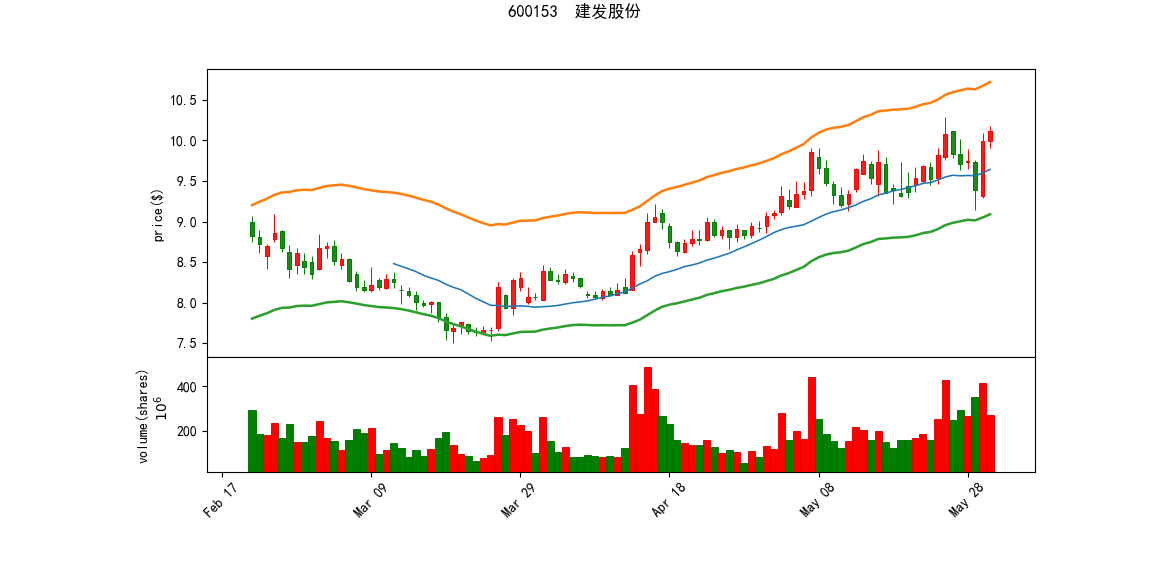 600153 建发股份
10.5
10.0
9.5
9.0
8.5
8.0
7.5
price($)
400
200
volume(shares)
10^6
Feb 17
Mar 09
Mar 29
Apr 18
May 08
May 28